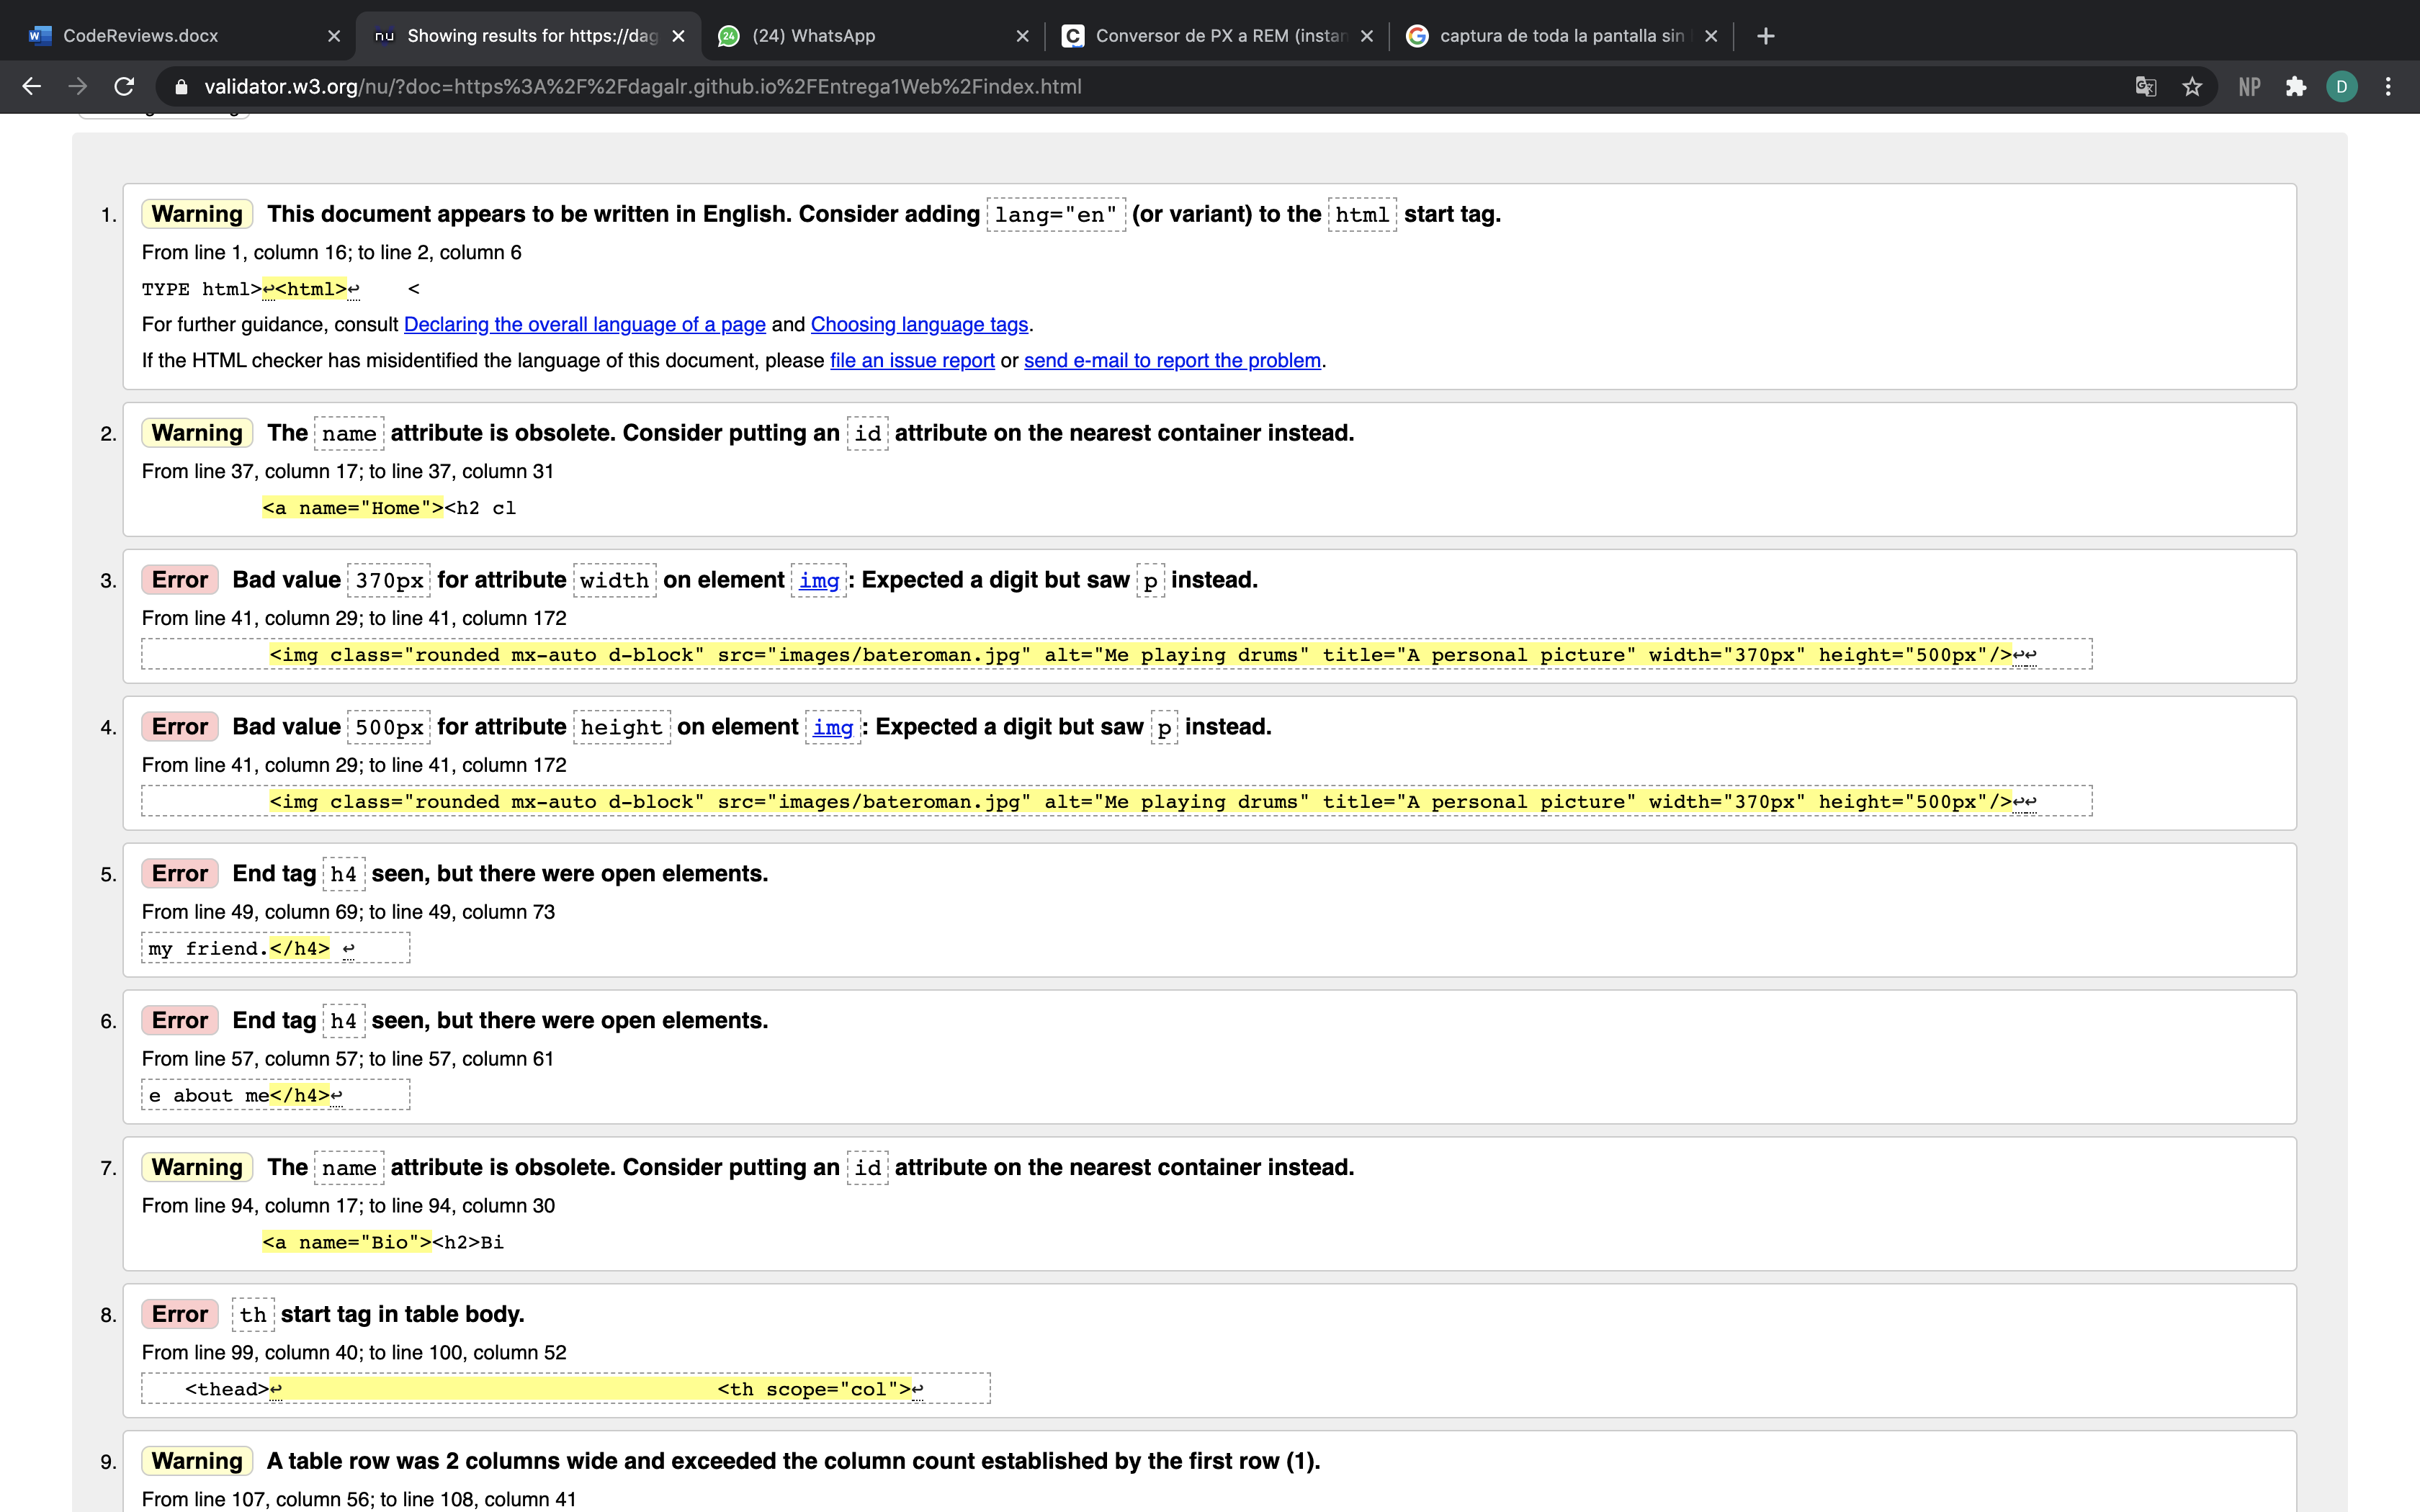 CodeReviews.docx
Showing results for https://dag
(24) WhatsApp
Conversor de PX a REM (instan
captura de toda la pantalla sin
validator.w3.org/nu/?doc=https%3A%2F%2Fdagalr.github.io%2FEntrega1Web%2Findex.html
NP
D
1. Warning This document appears to be written in English. Consider adding lang="en" (or variant) to the html start tag.
From line 1, column 16; to line 2, column 6
TYPE html>↩<html>↩ <
For further guidance, consult Declaring the overall language of a page and Choosing language tags.
If the HTML checker has misidentified the language of this document, please file an issue report or send e-mail to report the problem.
2. Warning The name attribute is obsolete. Consider putting an id attribute on the nearest container instead.
From line 37, column 17; to line 37, column 31
<a name="Home"><h2 cl
3. Error Bad value 370px for attribute width on element img: Expected a digit but saw p instead.
From line 41, column 29; to line 41, column 172
<img class="rounded mx-auto d-block" src="images/bateroman.jpg" alt="Me playing drums" title="A personal picture" width="370px" height="500px"/>↩↩
4. Error Bad value 500px for attribute height on element img: Expected a digit but saw p instead.
From line 41, column 29; to line 41, column 172
<img class="rounded mx-auto d-block" src="images/bateroman.jpg" alt="Me playing drums" title="A personal picture" width="370px" height="500px"/>↩↩
5. Error End tag h4 seen, but there were open elements.
From line 49, column 69; to line 49, column 73
my friend.</h4> ↩
6. Error End tag h4 seen, but there were open elements.
From line 57, column 57; to line 57, column 61
e about me</h4>↩
7. Warning The name attribute is obsolete. Consider putting an id attribute on the nearest container instead.
From line 94, column 17; to line 94, column 30
<a name="Bio"><h2>Bi
8. Error th start tag in table body.
From line 99, column 40; to line 100, column 52
<thead>↩ <th scope="col">↩
9. Warning A table row was 2 columns wide and exceeded the column count established by the first row (1).
From line 107, column 56; to line 108, column 41